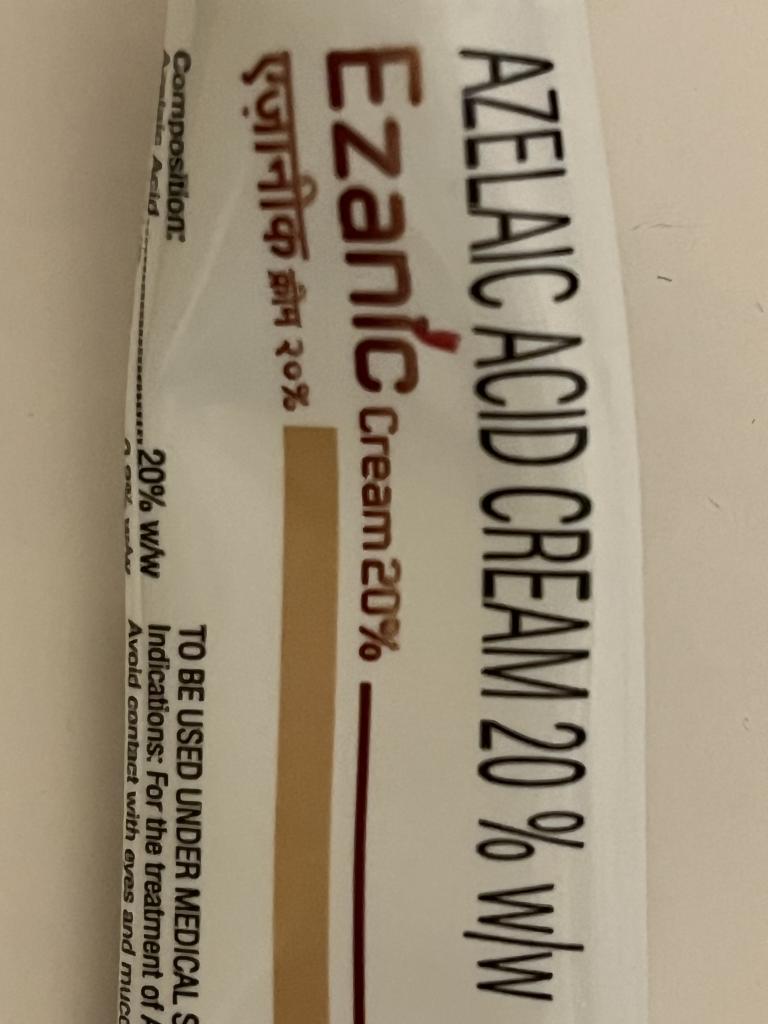 AZELAIC ACID CREAM 20 % w/w
Ezanic Cream 20%
एज़ानीक क्रीम २०%
Composition:
Acid ........ 20% w/w
TO BE USED UNDER MEDICAL
Indications: For the treatment of
Avoid contact with eyes and